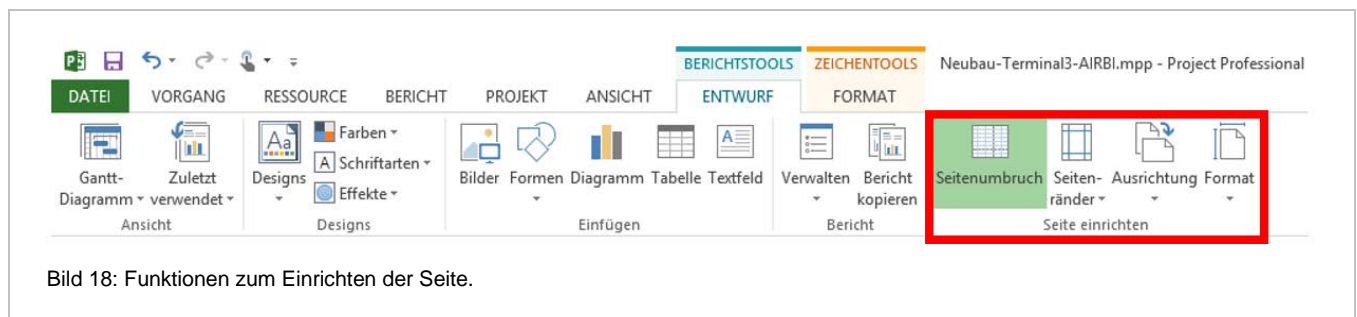 BERICHTSTOOLS ZEICHENTOOLS Neubau-Terminal3-AIRBI.mpp - Project Professional
DATEI VORGANG RESSOURCE BERICHT PROJEKT ANSICHT ENTWURF FORMAT
Gantt-
Diagramm
Zuletzt
verwendet
Ansicht
Aa
Designs
Farben
A Schriftarten
Effekte
Designs
Bilder
Formen
Diagramm
Tabelle
A
Textfeld
Einfügen
Verwalten
Bericht
kopieren
Bericht
Seitenumbruch
Seiten-
ränder
Ausrichtung
Format
Seite einrichten
Bild 18: Funktionen zum Einrichten der Seite.